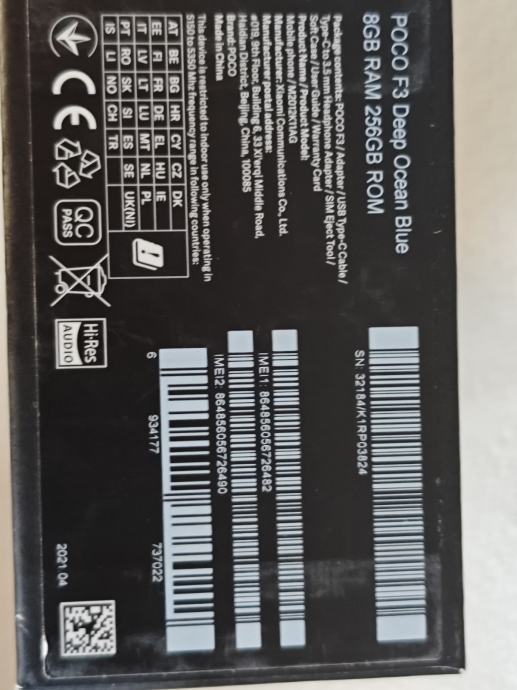 POCO F3 Deep Ocean Blue
8GB RAM 256GB ROM
Package contents: POCO F3 / Adapter / USB Type-C Cable /
Type-C to 3.5 mm Headphone Adapter / SIM Eject Tool /
Soft Case / User Guide / Warranty Card
Product Name / Product Model:
Mobile phone / M2012K11AG
Manufacturer: Xiaomi Communications Co., Ltd.
Manufacturer postal address:
#019, 9th Floor, Building 6, 33 Xi'erqi Middle Road,
Haidian District, Beijing, China, 100085
Brand: POCO
Made in China
This device is restricted to indoor use only when operating in
5150 to 5350 Mhz frequency range in following countries:
AT BE BG HR CY CZ DK
EE FI FR DE EL HU IE
IT LV LT LU MT NL PL
PT RO SK SI ES SE UK(NI)
IS LI NO CH TR
QC
PASS
Hi-Res
AUDIO
SN: 32184/K1RP03824
IMEI1: 864856056726482
IMEI2: 864856056726490
6 934177 737022
2021 04